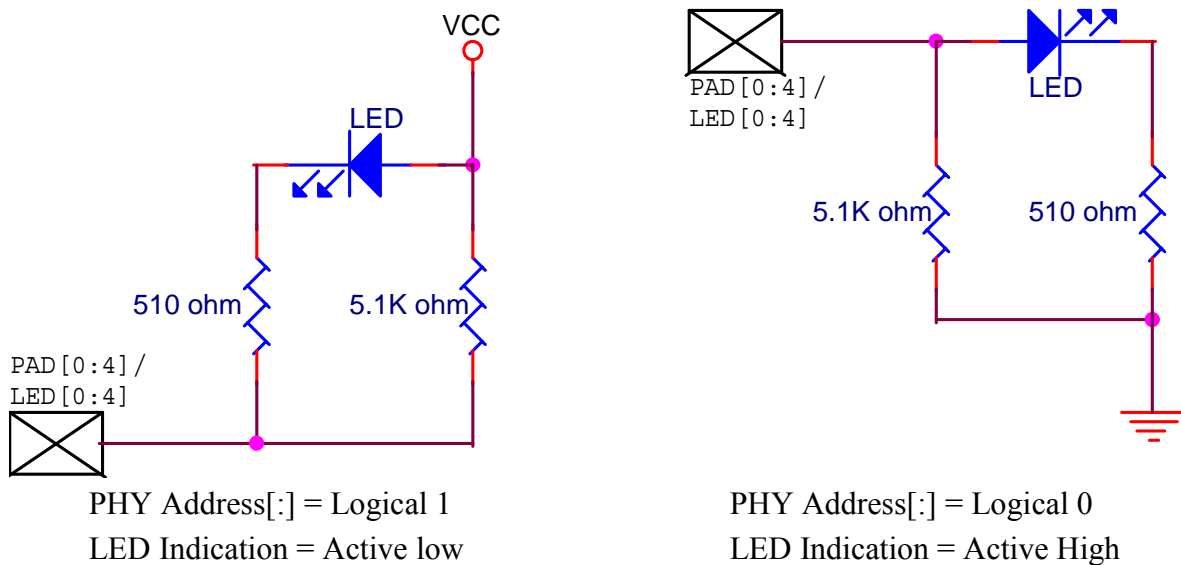 VCC
LED
510 ohm
5.1K ohm
PAD[0:4]/
LED[0:4]
PHY Address[:] = Logical 1
LED Indication = Active low
PAD[0:4]/
LED[0:4]
LED
5.1K ohm
510 ohm
PHY Address[:] = Logical 0
LED Indication = Active High